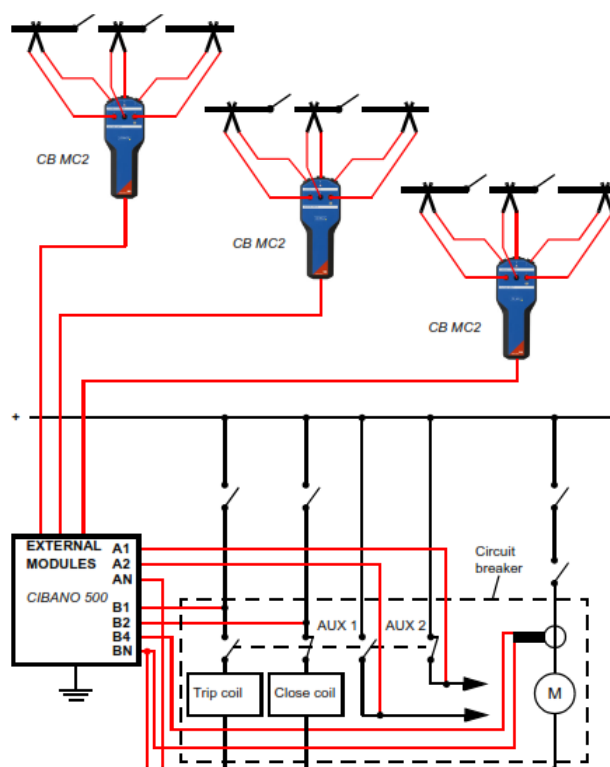 CB MC2
CB MC2
CB MC2
+
EXTERNAL
MODULES
CIBANO 500
A1
A2
AN
B1
B2
B4
BN
Circuit
breaker
AUX 1
AUX 2
Trip coil
Close coil
M